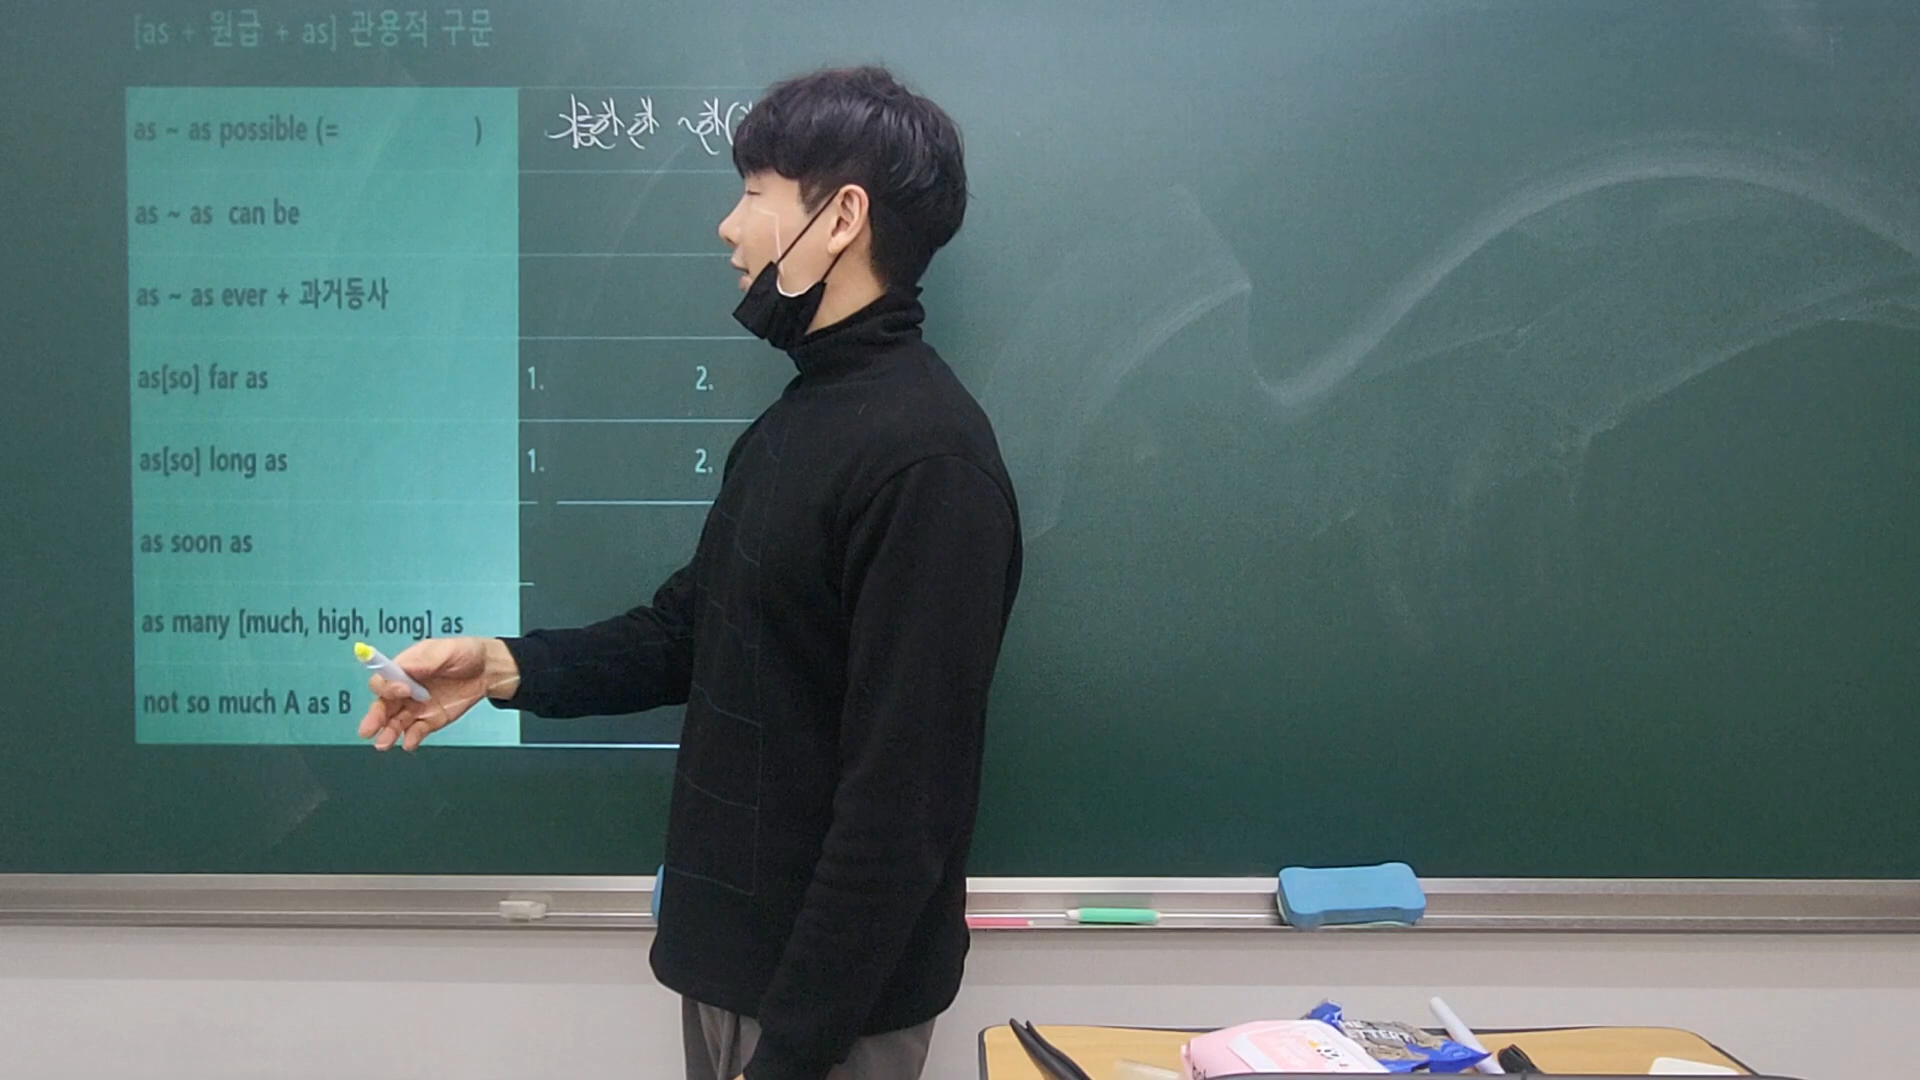 [as + 원급 + as] 관용적 구문
as ~ as possible (= )
as ~ as can be
as ~ as ever + 과거동사
as[so] far as 1. 2.
as[so] long as 1. 2.
as soon as
as many [much, high, long] as
not so much A as B